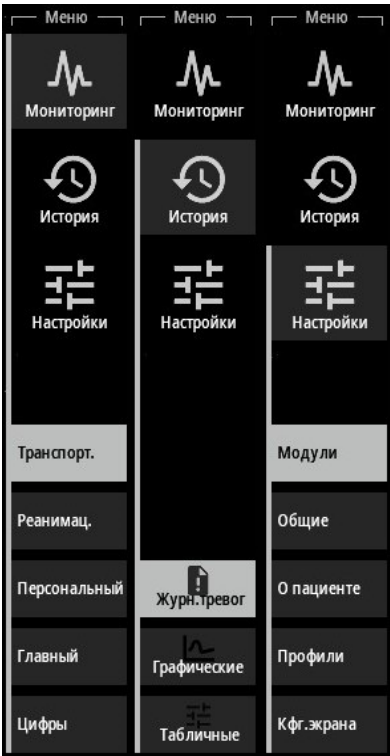 Меню
Мониторинг
История
Настройки
Транспорт.
Реанимац.
Персональный
Главный
Цифры
Меню
Мониторинг
История
Настройки
Журн.тревог
Графические
Табличные
Меню
Мониторинг
История
Настройки
Модули
Общие
О пациенте
Профили
Кфг.экрана